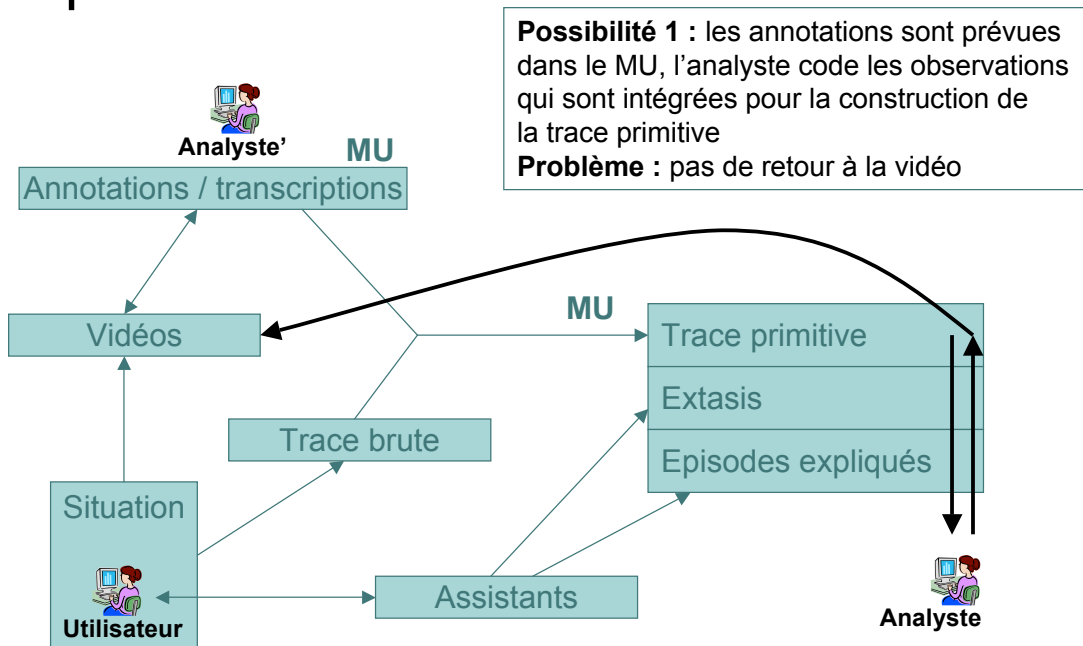 Possibilité 1 : les annotations sont prévues
dans le MU, l’analyste code les observations
qui sont intégrées pour la construction de
la trace primitive
Problème : pas de retour à la vidéo
Analyste’
MU
Annotations / transcriptions
MU
Vidéos
Trace primitive
Extasis
Trace brute
Episodes expliqués
Situation
Assistants
Utilisateur
Analyste